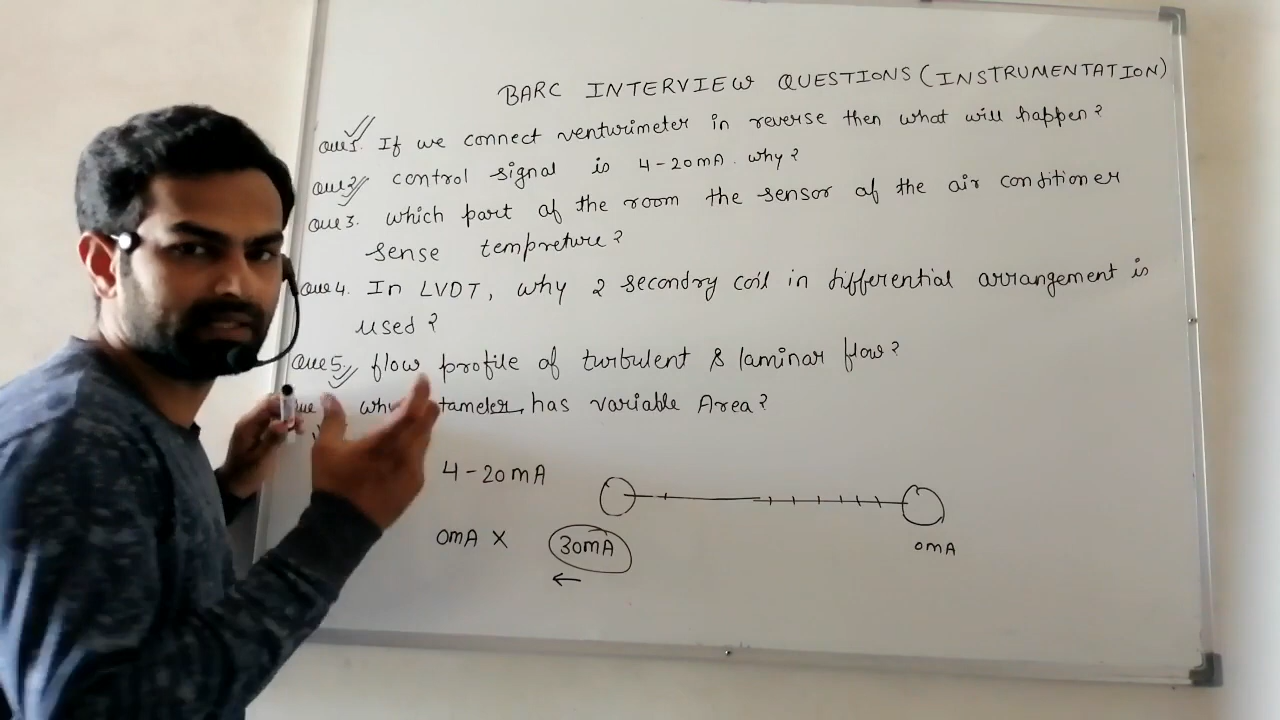 BARC INTERVIEW QUESTIONS (INSTRUMENTATION)
Que1. If we connect venturimeter in reverse then what will happen?
Que2. control signal is 4-20mA. why?
Que3. which part of the room the sensor of the air conditioner
sense tempreture?
Que4. In LVDT, why 2 secondry coil in differential arrangement is
used?
Que5. flow profile of turbulent & laminar flow?
has variable Area?
4-20mA
0mA X 30mA 0mA
←